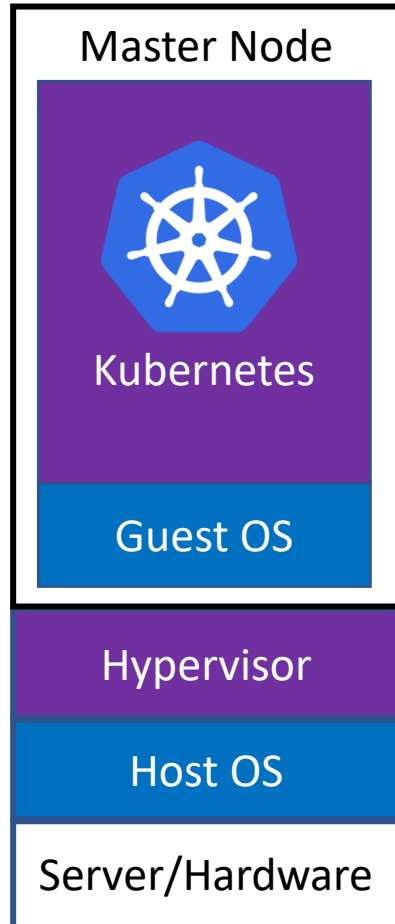 Master Node
Kubernetes
Guest OS
Hypervisor
Host OS
Server/Hardware